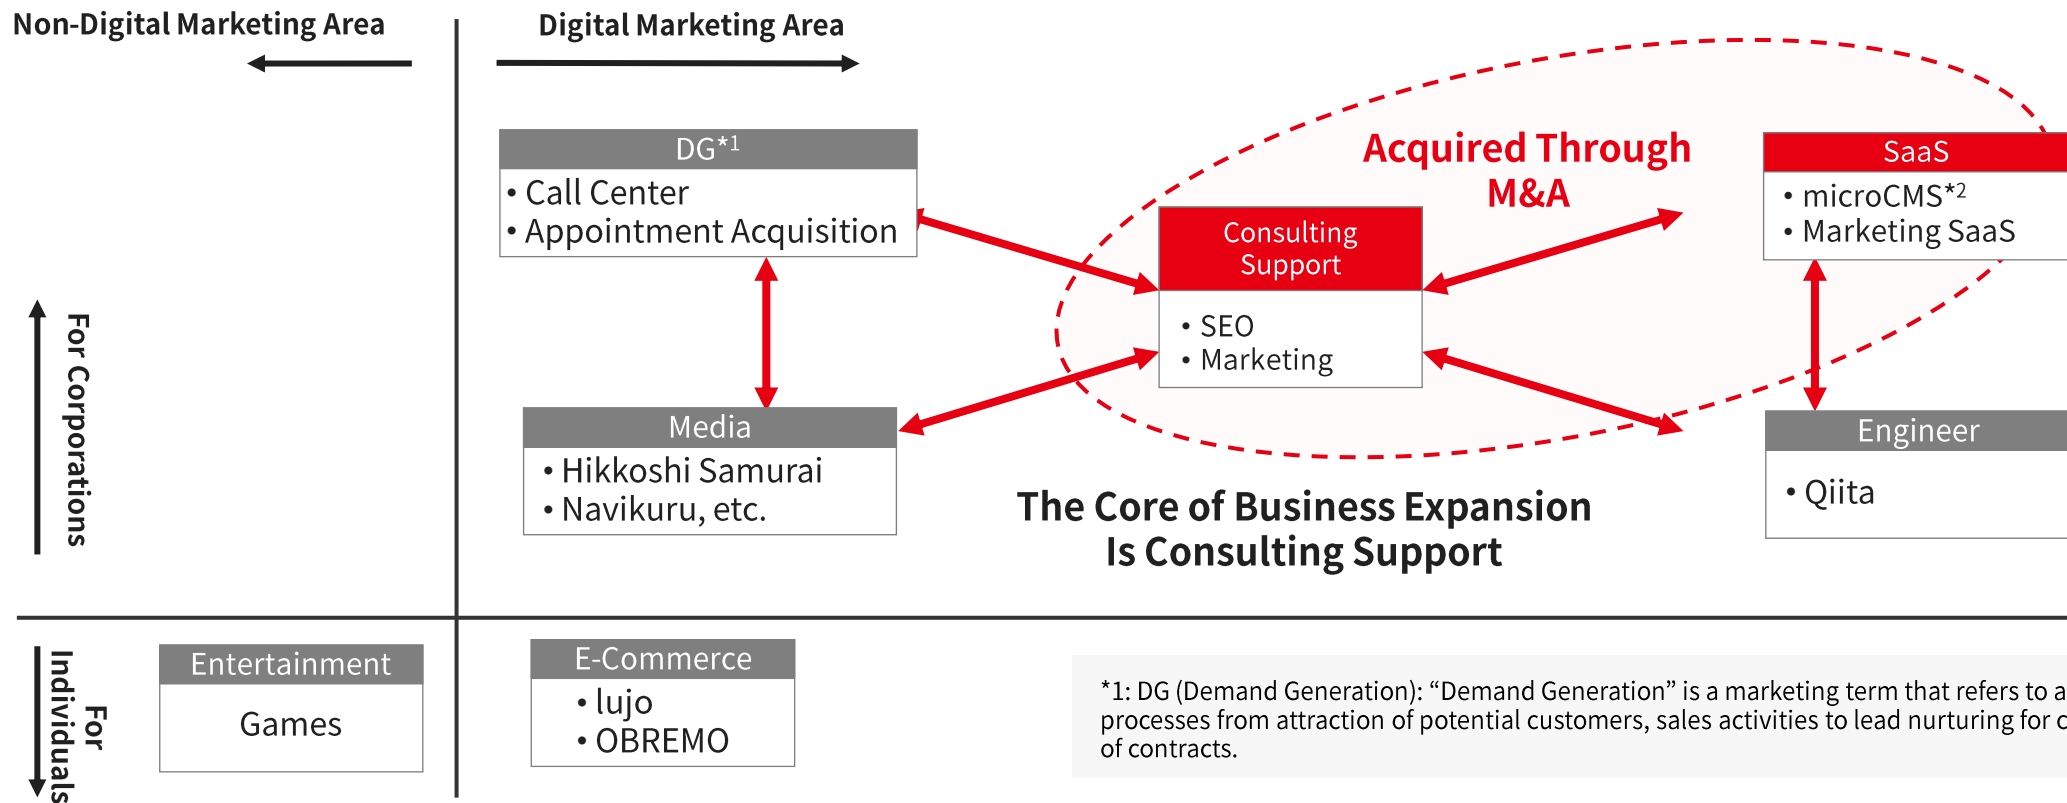 Non-Digital Marketing Area
Digital Marketing Area
DG*1
• Call Center
• Appointment Acquisition
Acquired Through
M&A
SaaS
• microCMS*2
• Marketing SaaS
Consulting
Support
• SEO
• Marketing
For Corporations
Media
• Hikkoshi Samurai
• Navikuru, etc.
Engineer
• Qiita
The Core of Business Expansion
Is Consulting Support
For
Individuals
Entertainment
Games
E-Commerce
• lujo
• OBREMO
*1: DG (Demand Generation): “Demand Generation” is a marketing term that refers to
processes from attraction of potential customers, sales activities to lead nurturing for
of contracts.